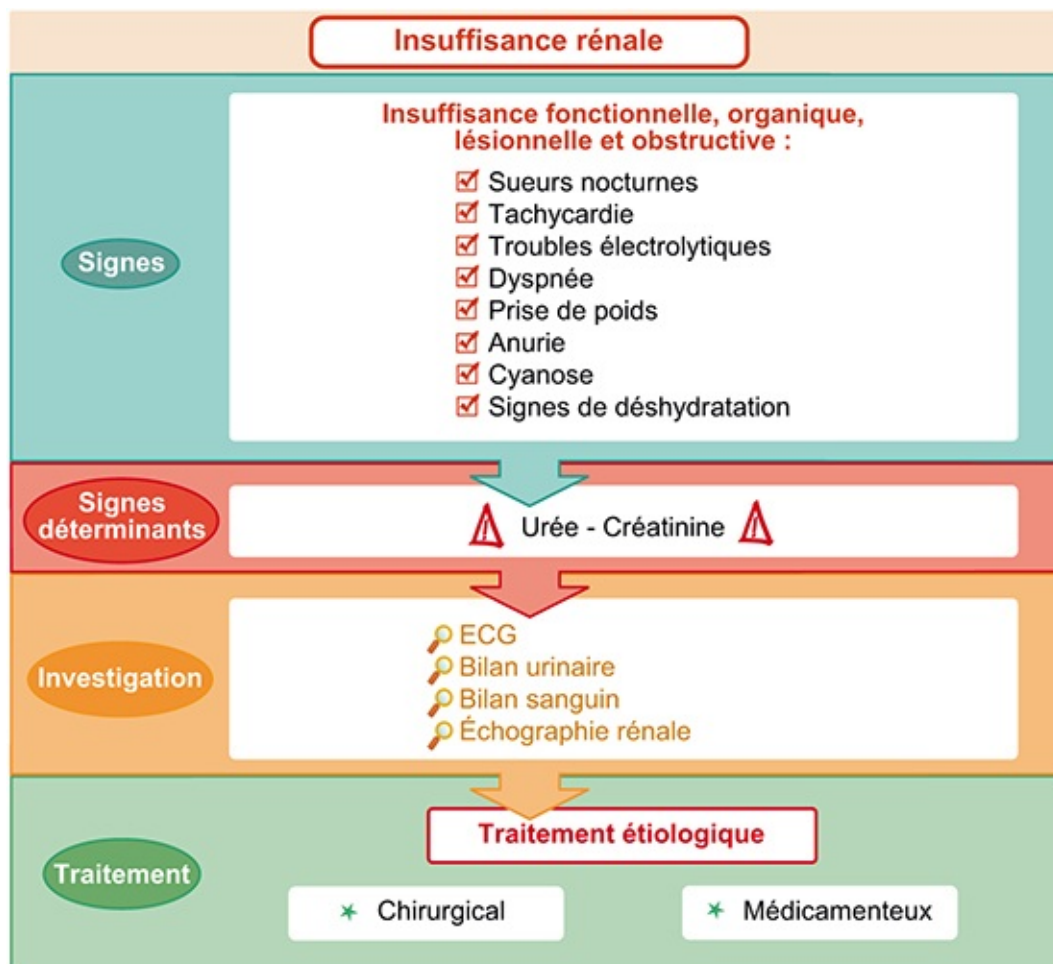 Insuffisance rénale
Insuffisance fonctionnelle, organique,
lésionnelle et obstructive :
Signes
Sueurs nocturnes
Tachycardie
Troubles électrolytiques
Dyspnée
Prise de poids
Anurie
Cyanose
Signes de déshydratation
Signes
déterminants
Urée - Créatinine
Investigation
ECG
Bilan urinaire
Bilan sanguin
Échographie rénale
Traitement
Traitement étiologique
Chirurgical
Médicamenteux